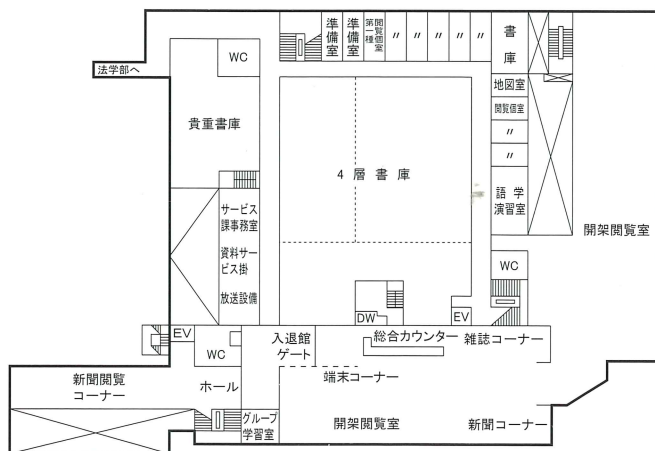 準備室
準備室
第一種
閲覧個室
〃
〃
〃
〃
〃
書庫
WC
法学部へ
地図室
閲覧個室
〃
〃
貴重書庫
4層書庫
語学
演習室
サービス
課事務室
開架閲覧室
資料サー
ビス掛
WC
放送設備
DW
EV
EV
入退館
ゲート
総合カウンター
雑誌コーナー
WC
新聞閲覧
コーナー
ホール
端末コーナー
グループ
学習室
開架閲覧室
新聞コーナー